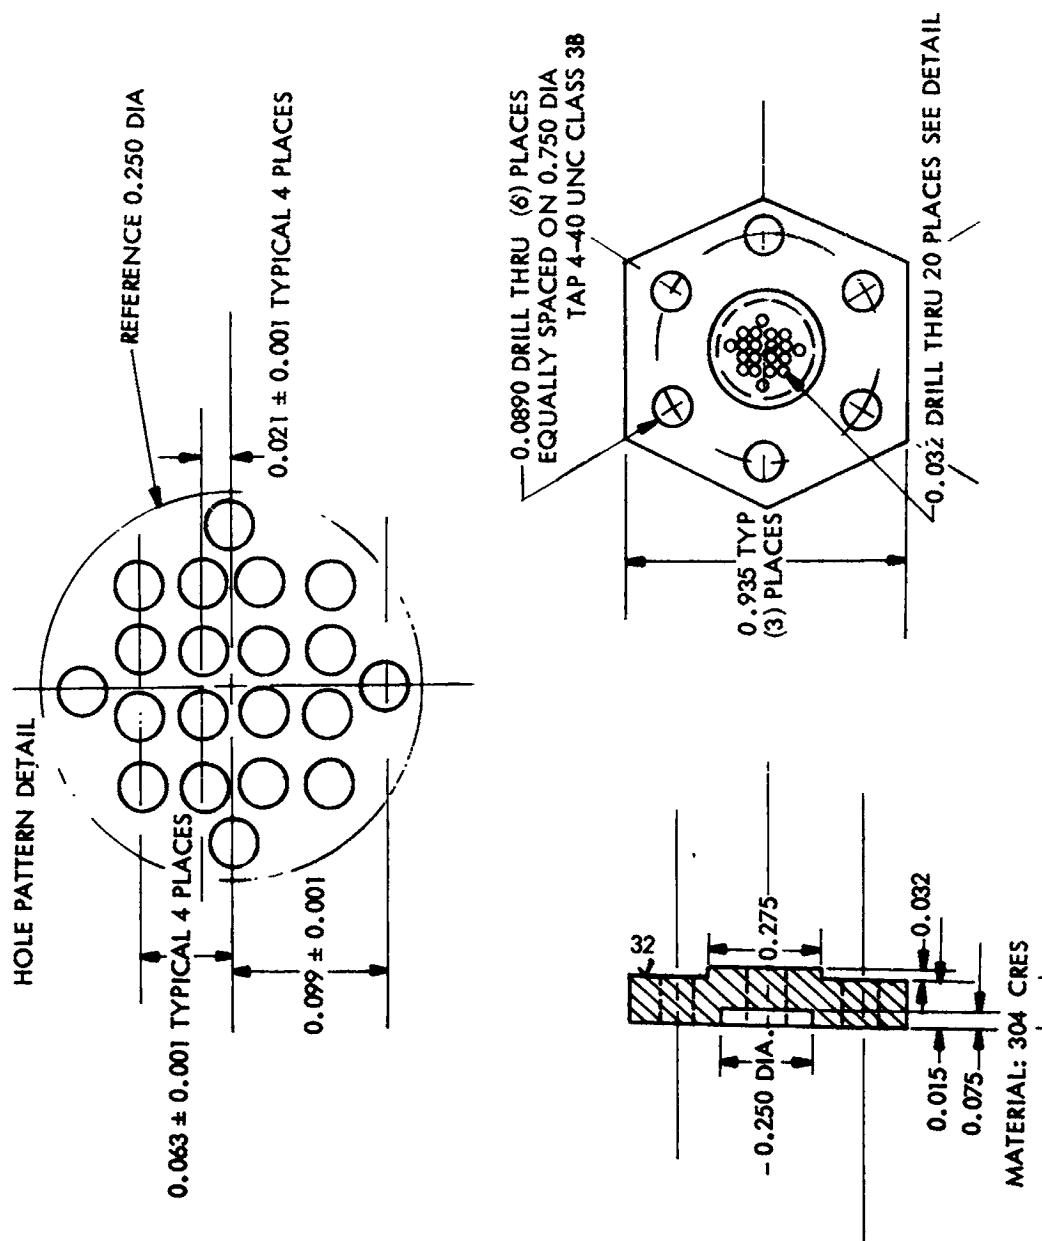 HOLE PATTERN DETAIL
REFERENCE 0.250 DIA
0.021 ± 0.001 TYPICAL 4 PLACES
0.063 ± 0.001 TYPICAL 4 PLACES
0.099 ± 0.001
0.0890 DRILL THRU (6) PLACES
EQUALLY SPACED ON 0.750 DIA
TAP 4-40 UNC CLASS 3B
0.935 TYP
(3) PLACES
0.032 DRILL THRU 20 PLACES SEE DETAIL
32
0.275
0.250 DIA.
0.032
0.015
0.075
MATERIAL: 304 CRES